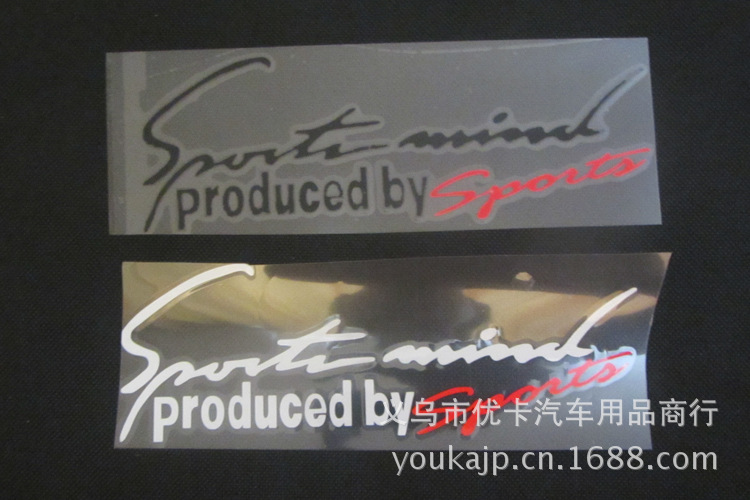 Sports mind
produced by Sports
Sports mind
produced by Sports
义乌市优卡汽车用品商行
youkajp.cn.1688.com